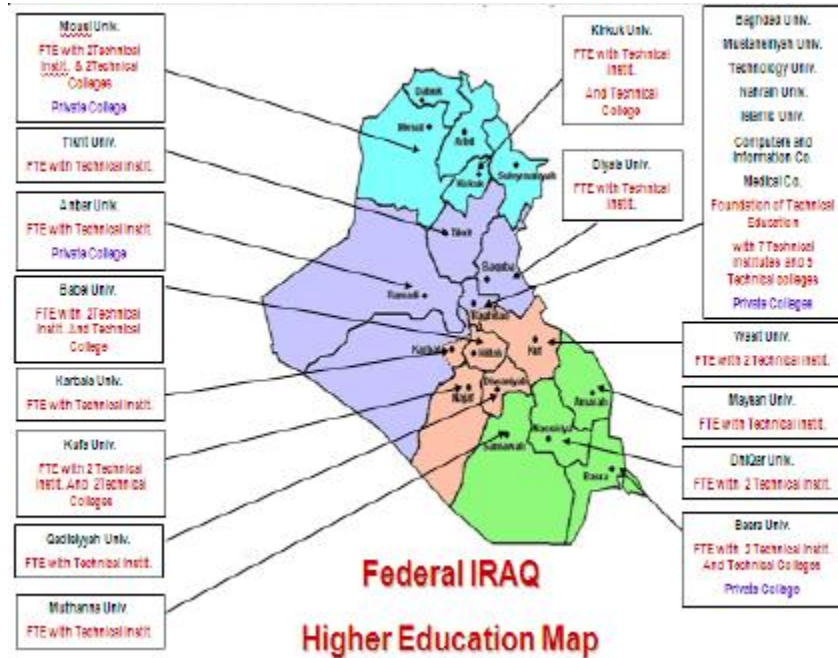 Mousl Univ.
FTE with 2Technical
Instit. & 2Technical
Colleges
Private College
Tikrit Univ.
FTE with Technical Instit.
Anbar Univ.
FTE with Technical Instit
Private College
Babel Univ.
FTE with 2Technical
Instit. And Technical
College
Karbala Univ.
FTE with Technical Instit.
Kufa Univ.
FTE with 2 Technical
Instit. And 2Technical
Colleges
Qadisiyyah Univ.
FTE with Technical Instit.
Muthanna Univ.
FTE with Technical Instit
Kirkuk Univ.
FTE with Technical
Instit.
And Technical
College
Diyala Univ.
FTE with Technical
Instit.
Baghdad Univ.
Mustansiriyah Univ.
Technology Univ.
Nahrain Univ.
Islamic Univ.
Computers and
Information Co.
Medical Co.
Foundation of Technical
Education
with 7 Technical
Institutes and 5
Technical colleges
Private Colleges
Wasit Univ.
FTE with 2 Technical Instit.
Maysan Univ.
FTE with Technical Instit.
DhiQar Univ.
FTE with 2 Technical Instit.
Basra Univ.
FTE with 2 Technical Instit.
And Technical Colleges
Private College
Dahuk
Mosul
Arbil
Kirkuk
Sulaymaniyah
Tikrit
Baquba
Ramadi
Baghdad
Karbala
Hillah
Kut
Najaf
Diwaniyah
Amarah
Nassiriya
Samawah
Basra
Federal IRAQ
Higher Education Map